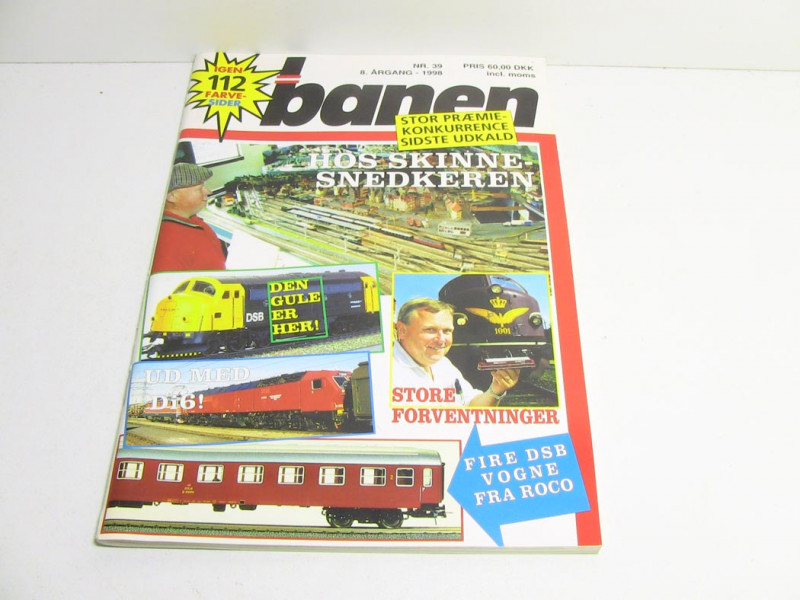 IGEN
112
FARVE-
SIDER
NR. 39
8. ÅRGANG - 1998
PRIS 60,00 DKK
incl. moms
banen
STOR PRÆMIE-
KONKURRENCE
SIDSTE UDKALD
HOS SKINNE-
SNEDKEREN
DSB
DEN
GULE
ER
HER!
1001
UD MED
Di6!
STORE
FORVENTNINGER
FIRE DSB
VOGNE
FRA ROCO